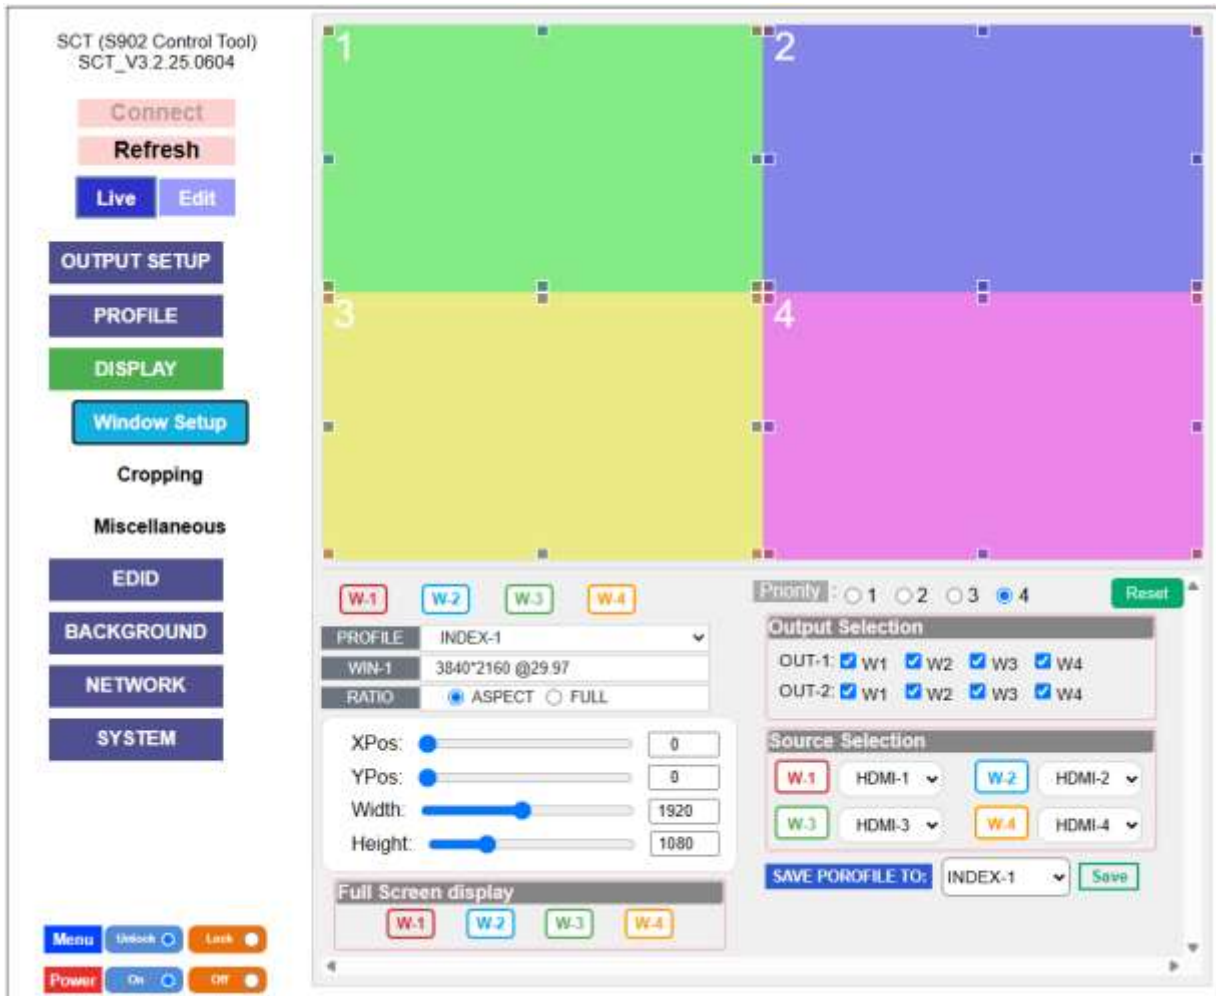 SCT (S902 Control Tool)
SCT_V3.2.25.0604
Connect
Refresh
Live Edit
OUTPUT SETUP
PROFILE
DISPLAY
Window Setup
Cropping
Miscellaneous
EDID
BACKGROUND
NETWORK
SYSTEM
Menu Unlock Lock
Power On Off
1 2
3 4
W-1 W-2 W-3 W-4
PROFILE INDEX-1
WIN-1 3840*2160 @29.97
RATIO ASPECT FULL
XPos: 0
YPos: 0
Width: 1920
Height: 1080
Full Screen display
W-1 W-2 W-3 W-4
Priority : 1 2 3 4 Reset
Output Selection
OUT-1: W1 W2 W3 W4
OUT-2: W1 W2 W3 W4
Source Selection
W-1 HDMI-1 W-2 HDMI-2
W-3 HDMI-3 W-4 HDMI-4
SAVE POROFILE TO: INDEX-1 Save